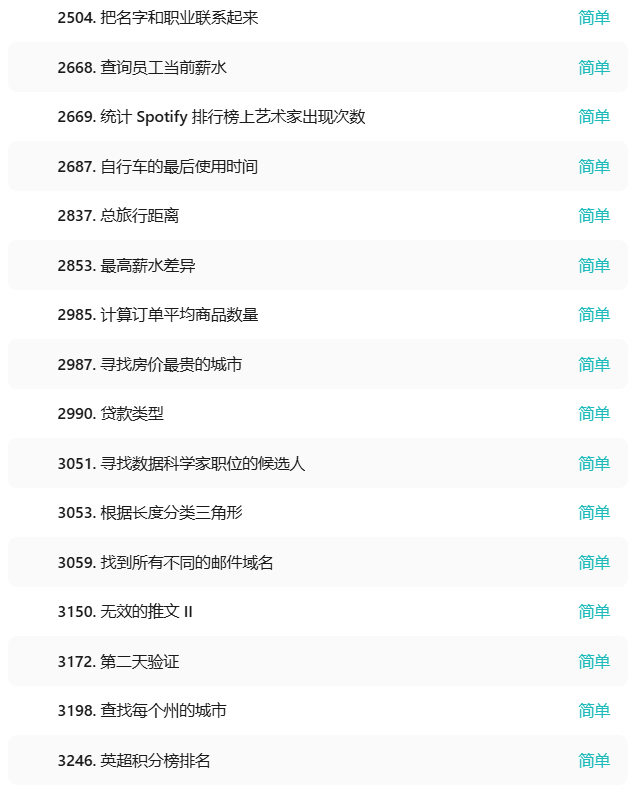 2504. 把名字和职业联系起来 简单
2668. 查询员工当前薪水 简单
2669. 统计 Spotify 排行榜上艺术家出现次数 简单
2687. 自行车的最后使用时间 简单
2837. 总旅行距离 简单
2853. 最高薪水差异 简单
2985. 计算订单平均商品数量 简单
2987. 寻找房价最贵的城市 简单
2990. 贷款类型 简单
3051. 寻找数据科学家职位的候选人 简单
3053. 根据长度分类三角形 简单
3059. 找到所有不同的邮件域名 简单
3150. 无效的推文 II 简单
3172. 第二天验证 简单
3198. 查找每个州的城市 简单
3246. 英超积分榜排名 简单